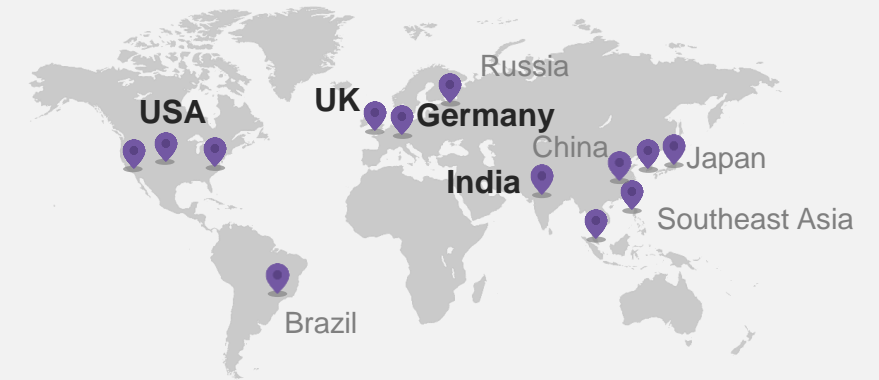 Russia
USA
UK
Germany
China
Japan
India
Southeast Asia
Brazil